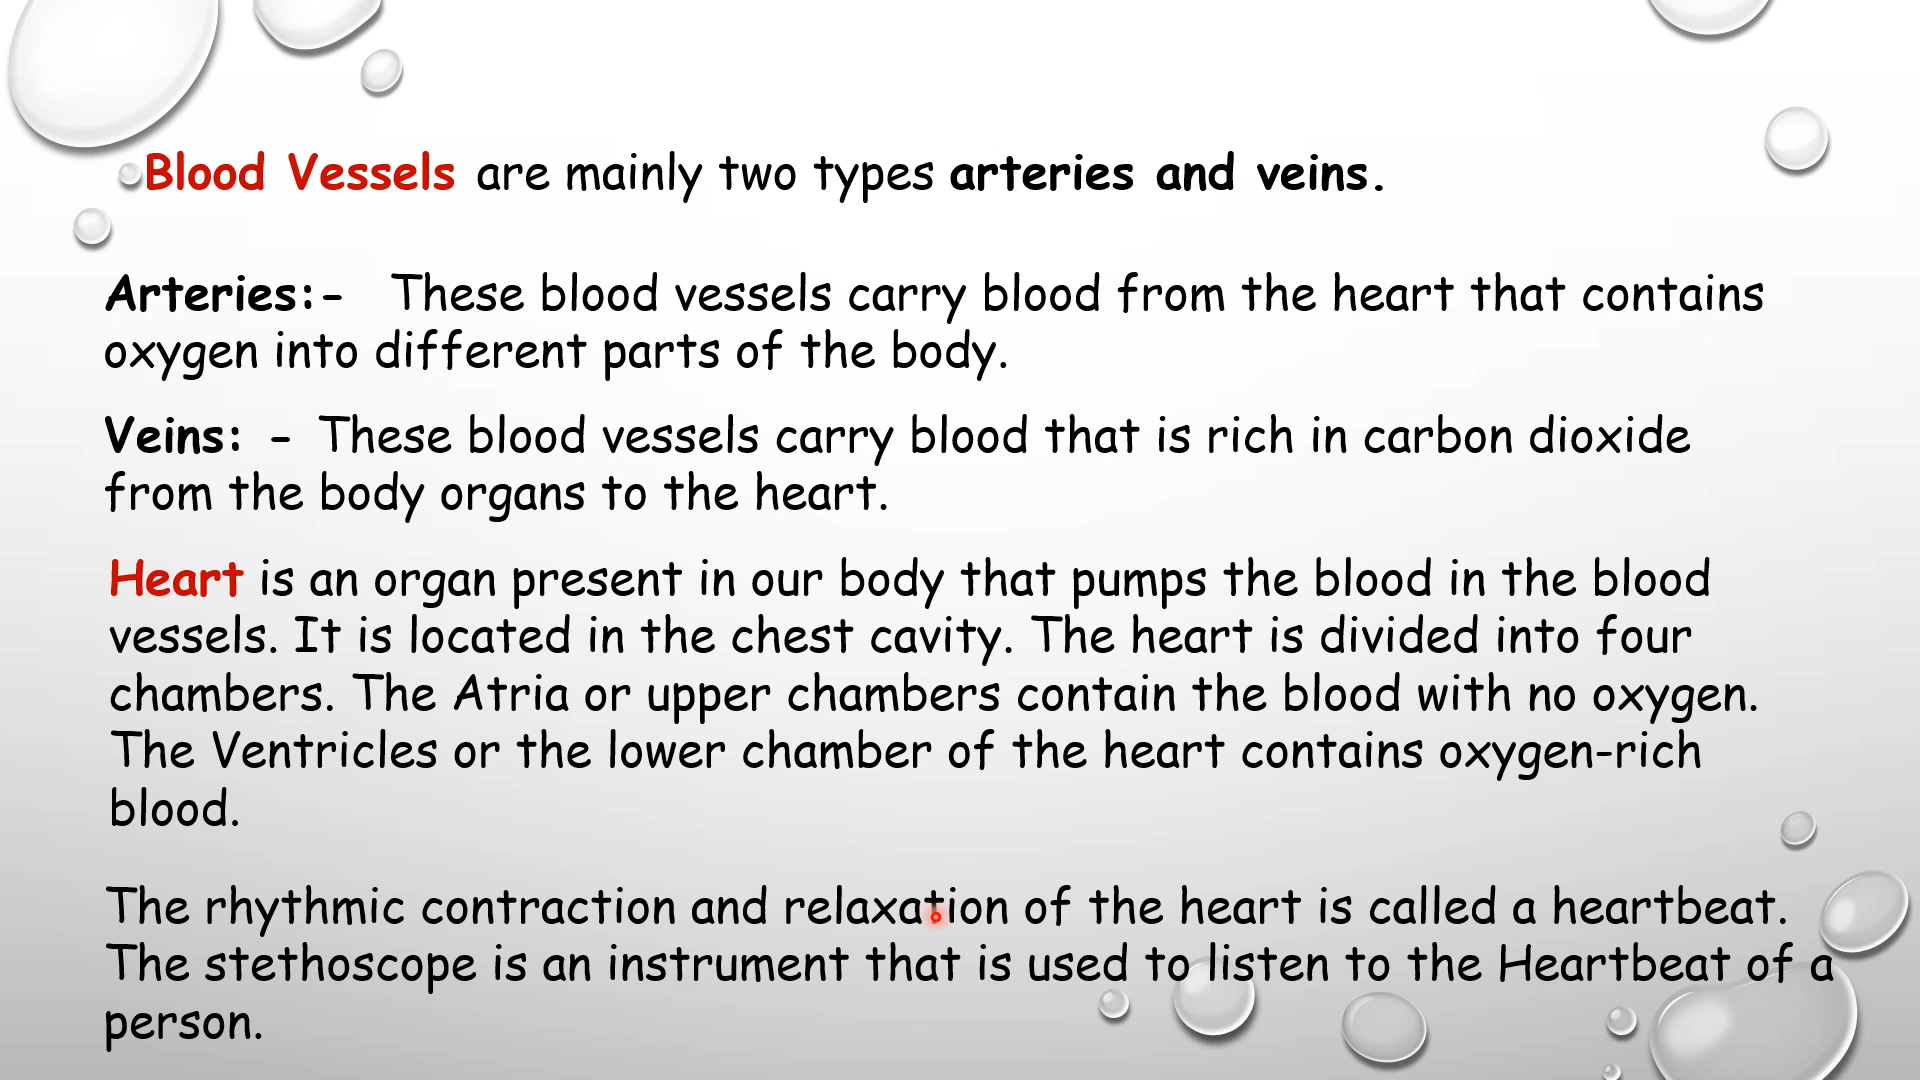 Blood Vessels are mainly two types arteries and veins.
Arteries:- These blood vessels carry blood from the heart that contains
oxygen into different parts of the body.
Veins: - These blood vessels carry blood that is rich in carbon dioxide
from the body organs to the heart.
Heart is an organ present in our body that pumps the blood in the blood
vessels. It is located in the chest cavity. The heart is divided into four
chambers. The Atria or upper chambers contain the blood with no oxygen.
The Ventricles or the lower chamber of the heart contains oxygen-rich
blood.
The rhythmic contraction and relaxation of the heart is called a heartbeat.
The stethoscope is an instrument that is used to listen to the Heartbeat of a
person.